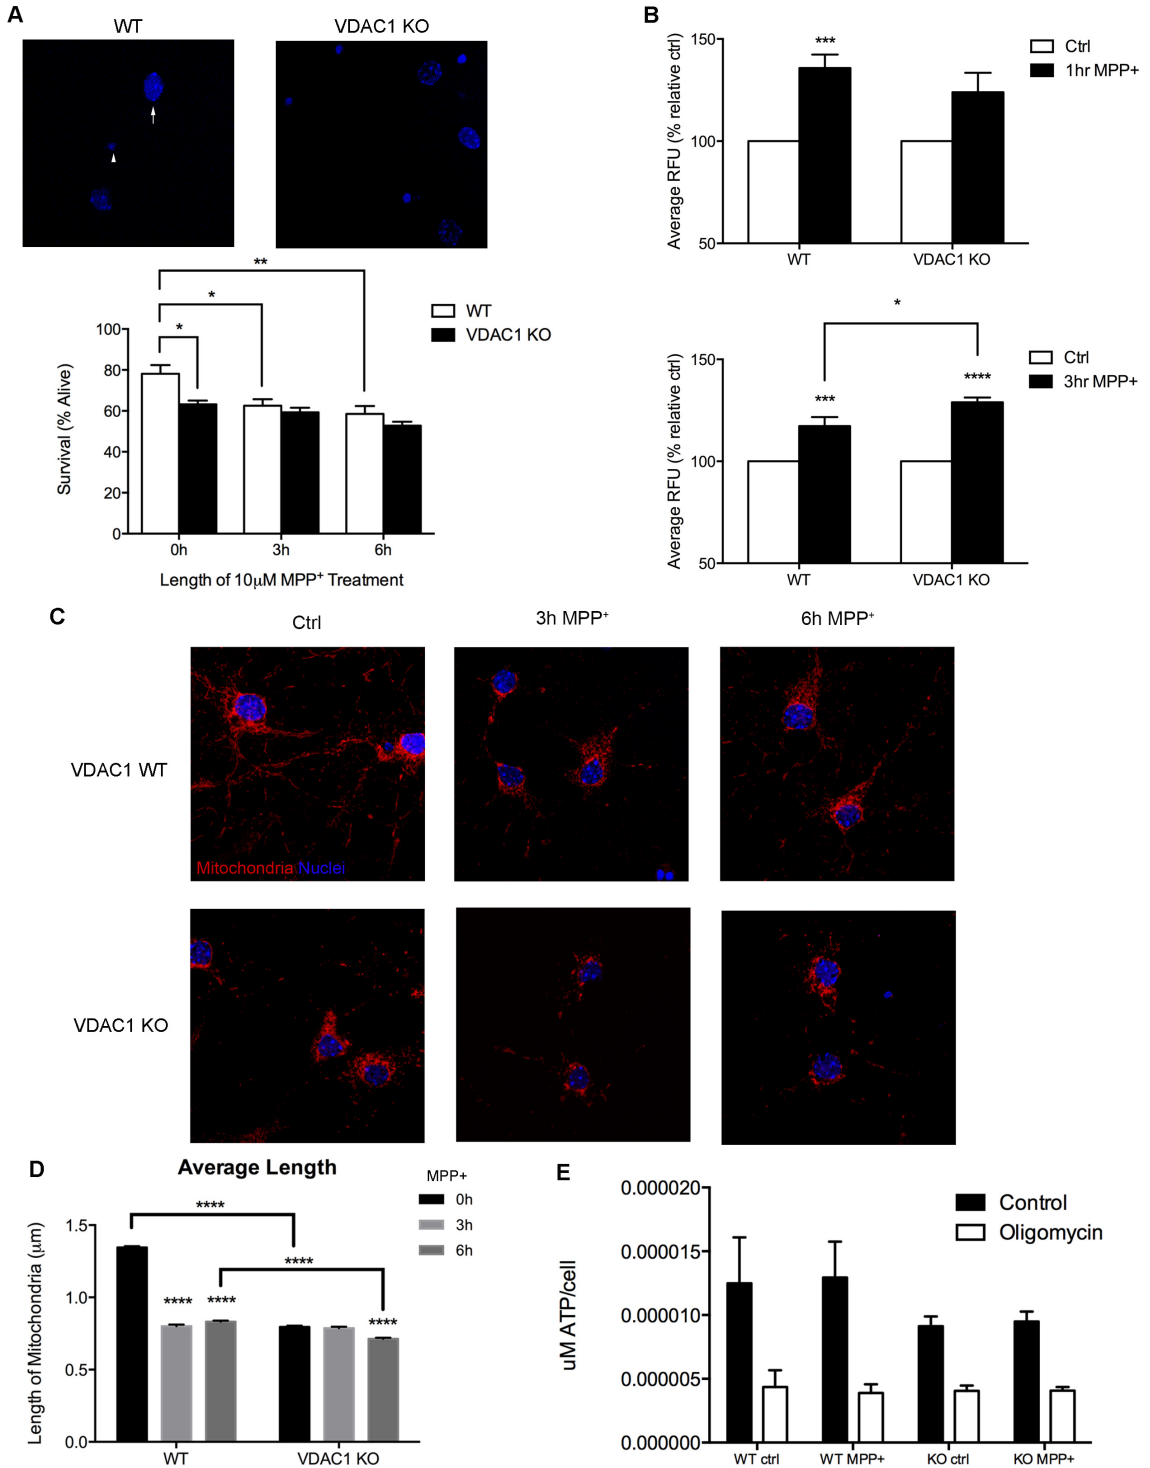 A
WT
VDAC1 KO
**
*
*
WT
VDAC1 KO
Survival (% Alive)
100
80
60
40
20
0
0h
3h
6h
Length of 10µM MPP+ Treatment
B
Average RFU (% relative ctrl)
150
100
50
***
WT
VDAC1 KO
Ctrl
1hr MPP+
Average RFU (% relative ctrl)
150
100
50
*
***
****
WT
VDAC1 KO
Ctrl
3hr MPP+
C
Ctrl
3h MPP+
6h MPP+
VDAC1 WT
Mitochondria Nuclei
VDAC1 KO
D
Average Length
MPP+
0h
3h
6h
Length of Mitochondria (µm)
1.5
1.0
0.5
0.0
****
****
**** ****
****
WT
VDAC1 KO
E
uM ATP/cell
0.000020
0.000015
0.000010
0.000005
0.000000
Control
Oligomycin
WT ctrl
WT MPP+
KO ctrl
KO MPP+